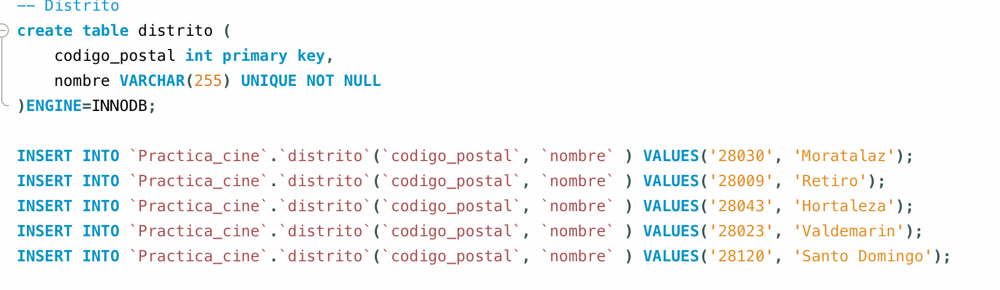 -- Distrito
create table distrito (
    codigo_postal int primary key,
    nombre VARCHAR(255) UNIQUE NOT NULL
)ENGINE=INNODB;

INSERT INTO `Practica_cine`.`distrito`(`codigo_postal`, `nombre` ) VALUES('28030', 'Moratalaz');
INSERT INTO `Practica_cine`.`distrito`(`codigo_postal`, `nombre` ) VALUES('28009', 'Retiro');
INSERT INTO `Practica_cine`.`distrito`(`codigo_postal`, `nombre` ) VALUES('28043', 'Hortaleza');
INSERT INTO `Practica_cine`.`distrito`(`codigo_postal`, `nombre` ) VALUES('28023', 'Valdemarin');
INSERT INTO `Practica_cine`.`distrito`(`codigo_postal`, `nombre` ) VALUES('28120', 'Santo Domingo');